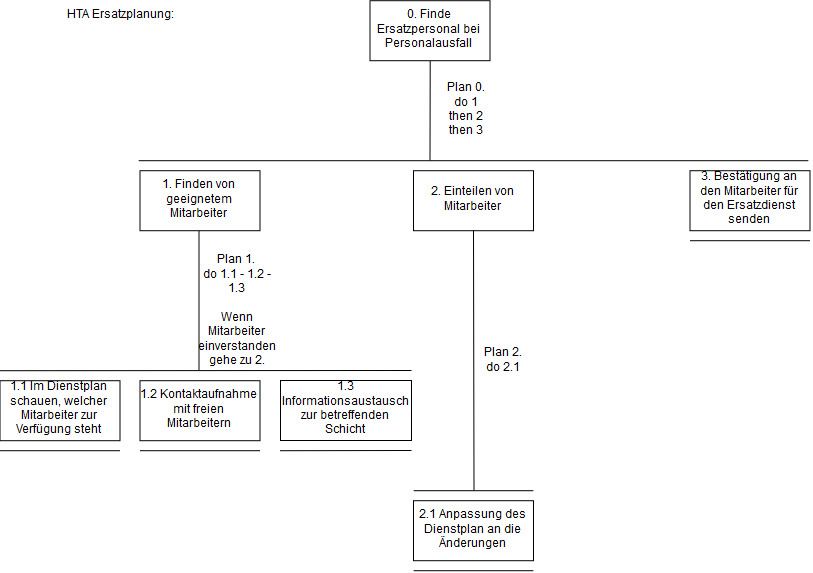 HTA Ersatzplanung:
0. Finde
Ersatzpersonal bei
Personalausfall
Plan 0.
do 1
then 2
then 3
1. Finden von
geeignetem
Mitarbeiter
2. Einteilen von
Mitarbeiter
3. Bestätigung an
den Mitarbeiter für
den Ersatzdienst
senden
Plan 1.
do 1.1 - 1.2 -
1.3
Wenn
Mitarbeiter
einverstanden
gehe zu 2.
Plan 2.
do 2.1
1.1 Im Dienstplan
schauen, welcher
Mitarbeiter zur
Verfügung steht
1.2 Kontaktaufnahme
mit freien
Mitarbeitern
1.3
Informationsaustausch
zur betreffenden
Schicht
2.1 Anpassung des
Dienstplan an die
Änderungen